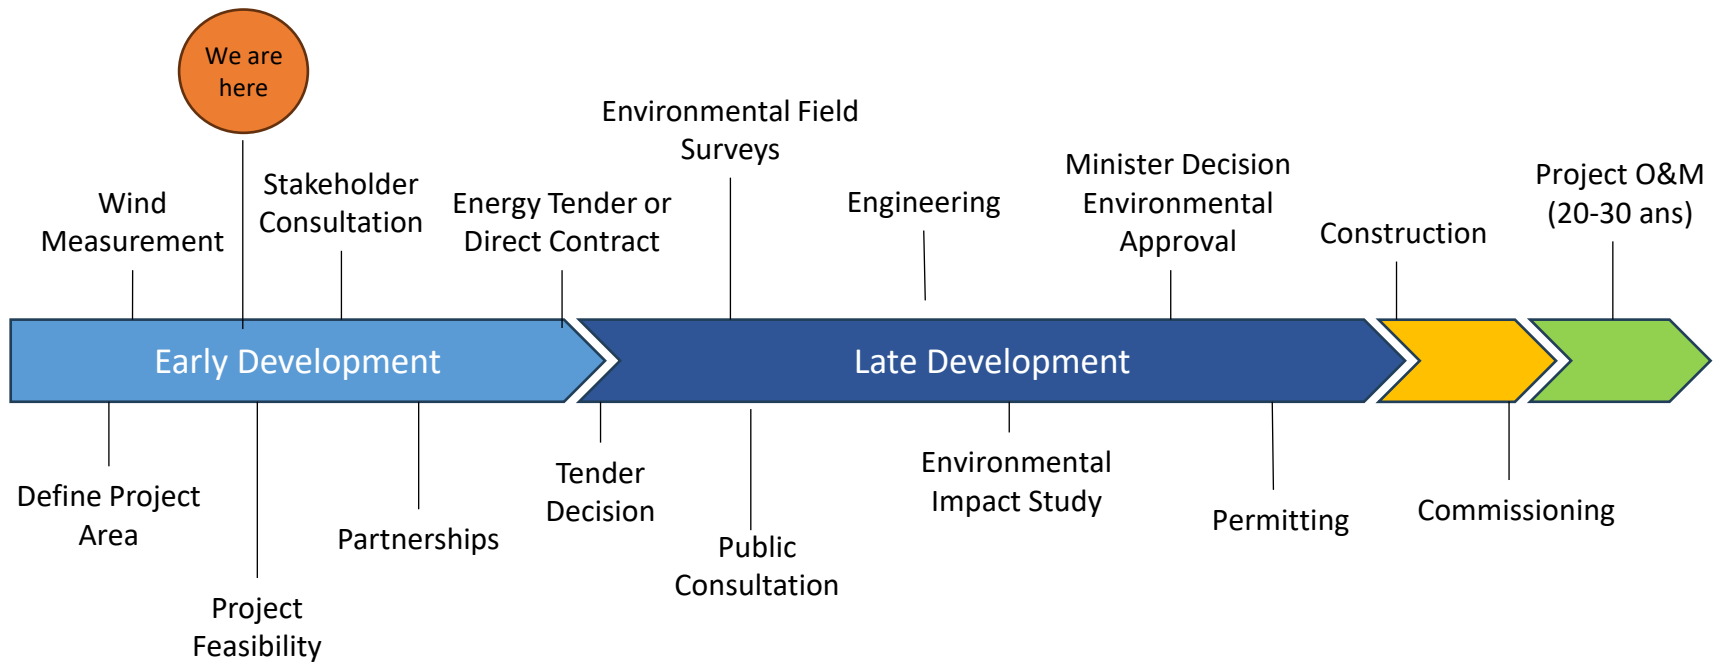 We are
here
Wind
Measurement
Stakeholder
Consultation
Energy Tender or
Direct Contract
Environmental Field
Surveys
Engineering
Minister Decision
Environmental
Approval
Construction
Project O&M
(20-30 ans)
Early Development
Late Development
Define Project
Area
Project
Feasibility
Partnerships
Tender
Decision
Public
Consultation
Environmental
Impact Study
Permitting
Commissioning